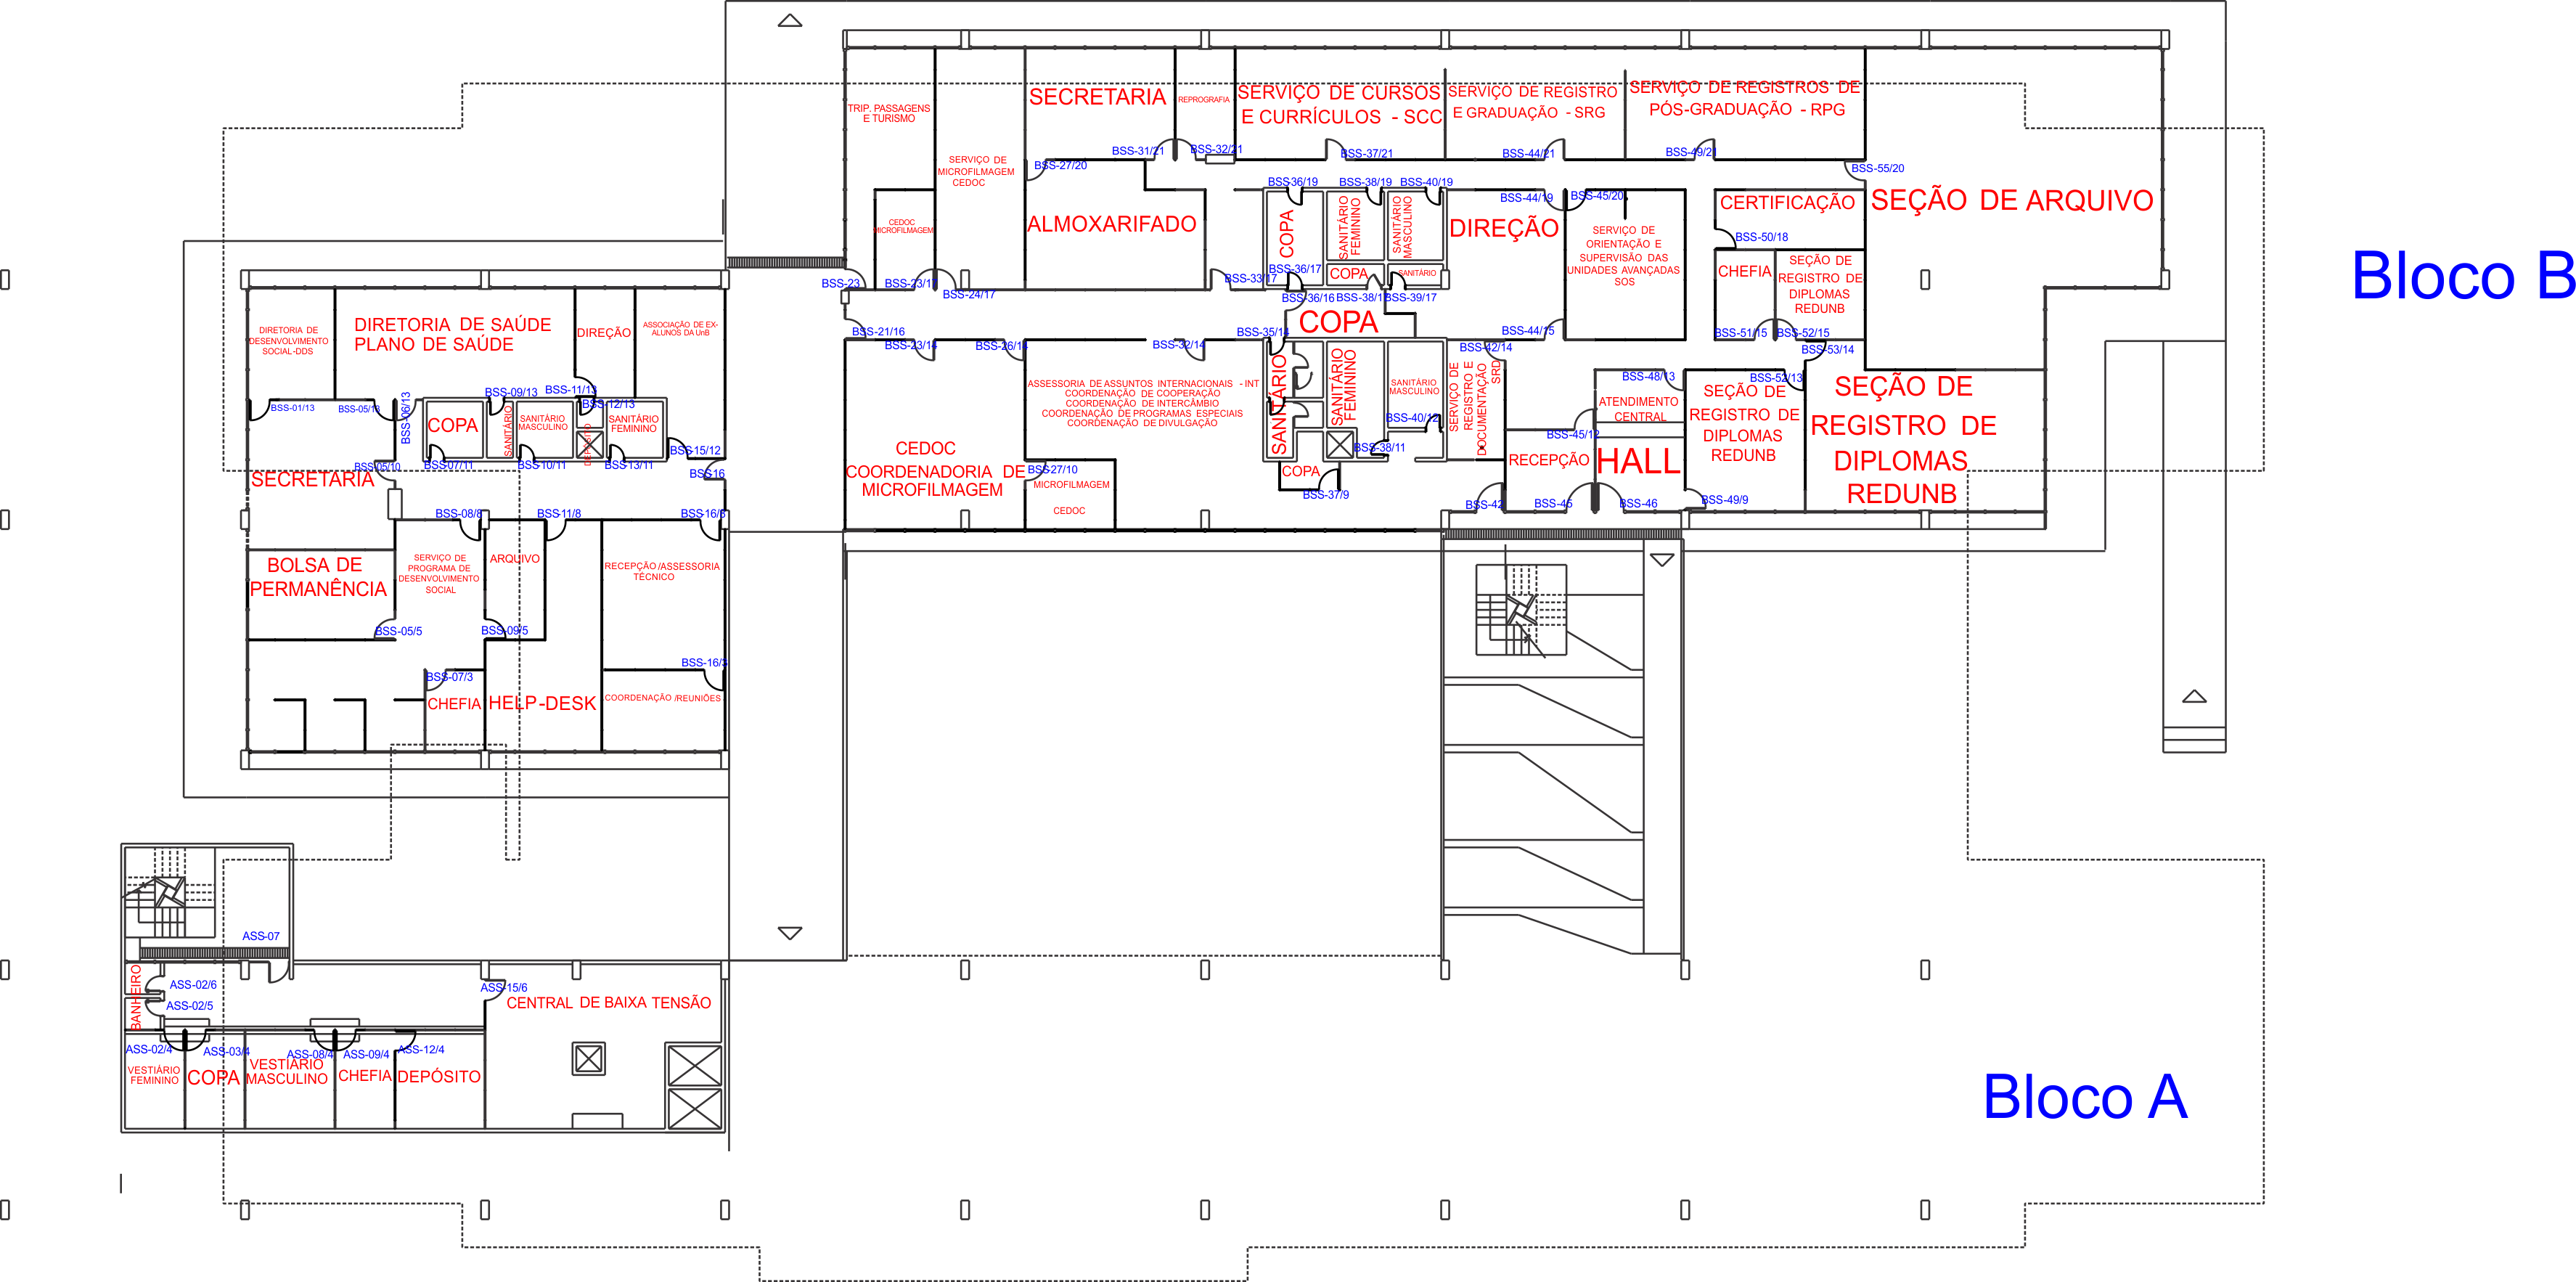 TRIP. PASSAGENS
E TURISMO
SERVIÇO DE
MICROFILMAGEM
CEDOC
CEDOC
MICROFILMAGEM
SECRETARIA
REPROGRAFIA
SERVIÇO DE CURSOS
E CURRÍCULOS - SCC
SERVIÇO DE REGISTRO
E GRADUAÇÃO - SRG
SERVIÇO DE REGISTROS DE
PÓS-GRADUAÇÃO - RPG
BSS-27/20
BSS-31/21
BSS-32/21
BSS-37/21
BSS-44/21
BSS-49/21
BSS-55/20
ALMOXARIFADO
BSS-36/19
BSS-38/19
BSS-40/19
COPA
SANITÁRIO
FEMININO
SANITÁRIO
MASCULINO
BSS-44/19
BSS-45/20
DIREÇÃO
SERVIÇO DE
ORIENTAÇÃO E
SUPERVISÃO DAS
UNIDADES AVANÇADAS
SOS
CERTIFICAÇÃO
SEÇÃO DE ARQUIVO
BSS-50/18
CHEFIA
SEÇÃO DE
REGISTRO DE
DIPLOMAS
REDUNB
Bloco B
BSS-23
BSS-23/17
BSS-24/17
BSS-33/17
BSS-36/17
COPA
SANITÁRIO
BSS-36/16
BSS-39/17
COPA
BSS-21/16
BSS-23/14
BSS-26/14
BSS-32/14
BSS-35/14
BSS-44/15
BSS-42/14
BSS-51/15
BSS-52/15
BSS-53/14
DIRETORIA DE
DESENVOLVIMENTO
SOCIAL-DDS
DIRETORIA DE SAÚDE
PLANO DE SAÚDE
DIREÇÃO
ASSOCIAÇÃO DE EX-
ALUNOS DA UnB
BSS-01/13
BSS-05/13
BSS-06/13
BSS-09/13
BSS-11/13
BSS-12/13
COPA
SANITÁRIO
SANITÁRIO
MASCULINO
DEPÓSITO
SANITÁRIO
FEMININO
BSS-05/10
BSS-07/11
BSS-10/11
BSS-13/11
BSS-15/12
BSS-16
SECRETARIA
ASSESSORIA DE ASSUNTOS INTERNACIONAIS - INT
COORDENAÇÃO DE COOPERAÇÃO
COORDENAÇÃO DE INTERCÂMBIO
COORDENAÇÃO DE PROGRAMAS ESPECIAIS
COORDENAÇÃO DE DIVULGAÇÃO
CEDOC
COORDENADORIA DE
MICROFILMAGEM
BSS-27/10
MICROFILMAGEM
CEDOC
SANITÁRIO
SANITÁRIO
FEMININO
SANITÁRIO
MASCULINO
BSS-40/12
BSS-38/11
COPA
BSS-37/9
SERVIÇO DE
REGISTRO E
DOCUMENTAÇÃO
SRD
BSS-48/13
ATENDIMENTO
CENTRAL
BSS-45/12
RECEPÇÃO
HALL
BSS-42
BSS-45
BSS-46
BSS-49/9
BSS-52/13
SEÇÃO DE
REGISTRO DE
DIPLOMAS
REDUNB
SEÇÃO DE
REGISTRO DE
DIPLOMAS
REDUNB
BSS-08/8
BSS-11/8
BSS-16/8
BOLSA DE
PERMANÊNCIA
SERVIÇO DE
PROGRAMA DE
DESENVOLVIMENTO
SOCIAL
ARQUIVO
RECEPÇÃO/ASSESSORIA
TÉCNICO
BSS-05/5
BSS-09/5
BSS-16/3
BSS-07/3
CHEFIA
HELP-DESK
COORDENAÇÃO/REUNIÕES
ASS-07
BANHEIRO
ASS-02/6
ASS-02/5
ASS-15/6
CENTRAL DE BAIXA TENSÃO
ASS-02/4
ASS-03/4
ASS-08/4
ASS-09/4
ASS-12/4
VESTIÁRIO
FEMININO
COPA
VESTIÁRIO
MASCULINO
CHEFIA
DEPÓSITO
Bloco A